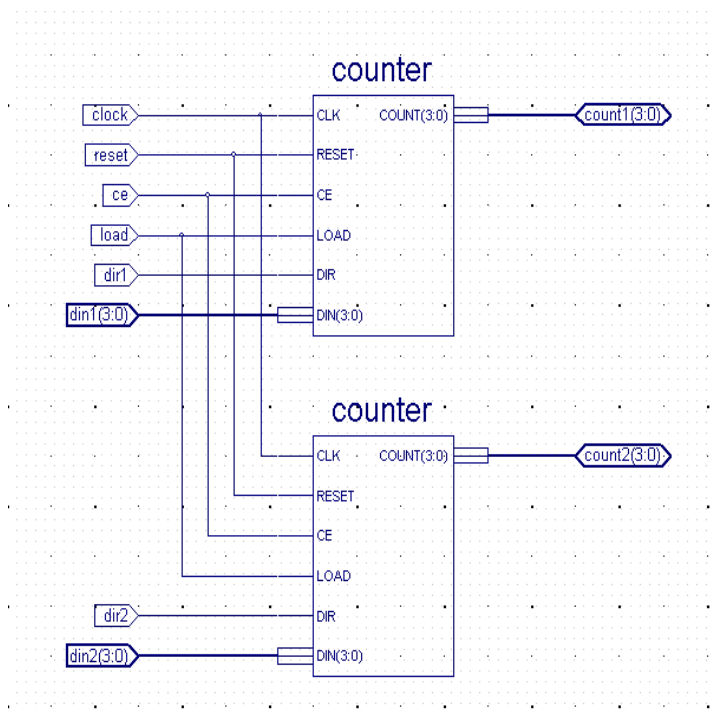 counter
clock CLK COUNT(3:0) count1(3:0)
reset RESET
ce CE
load LOAD
dir1 DIR
din1(3:0) DIN(3:0)
counter
CLK COUNT(3:0) count2(3:0)
RESET
CE
LOAD
dir2 DIR
din2(3:0) DIN(3:0)